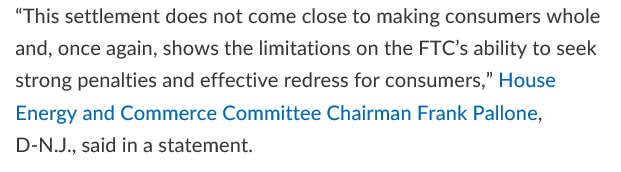 “This settlement does not come close to making consumers whole
and, once again, shows the limitations on the FTC’s ability to seek
strong penalties and effective redress for consumers,” House
Energy and Commerce Committee Chairman Frank Pallone,
D-N.J., said in a statement.